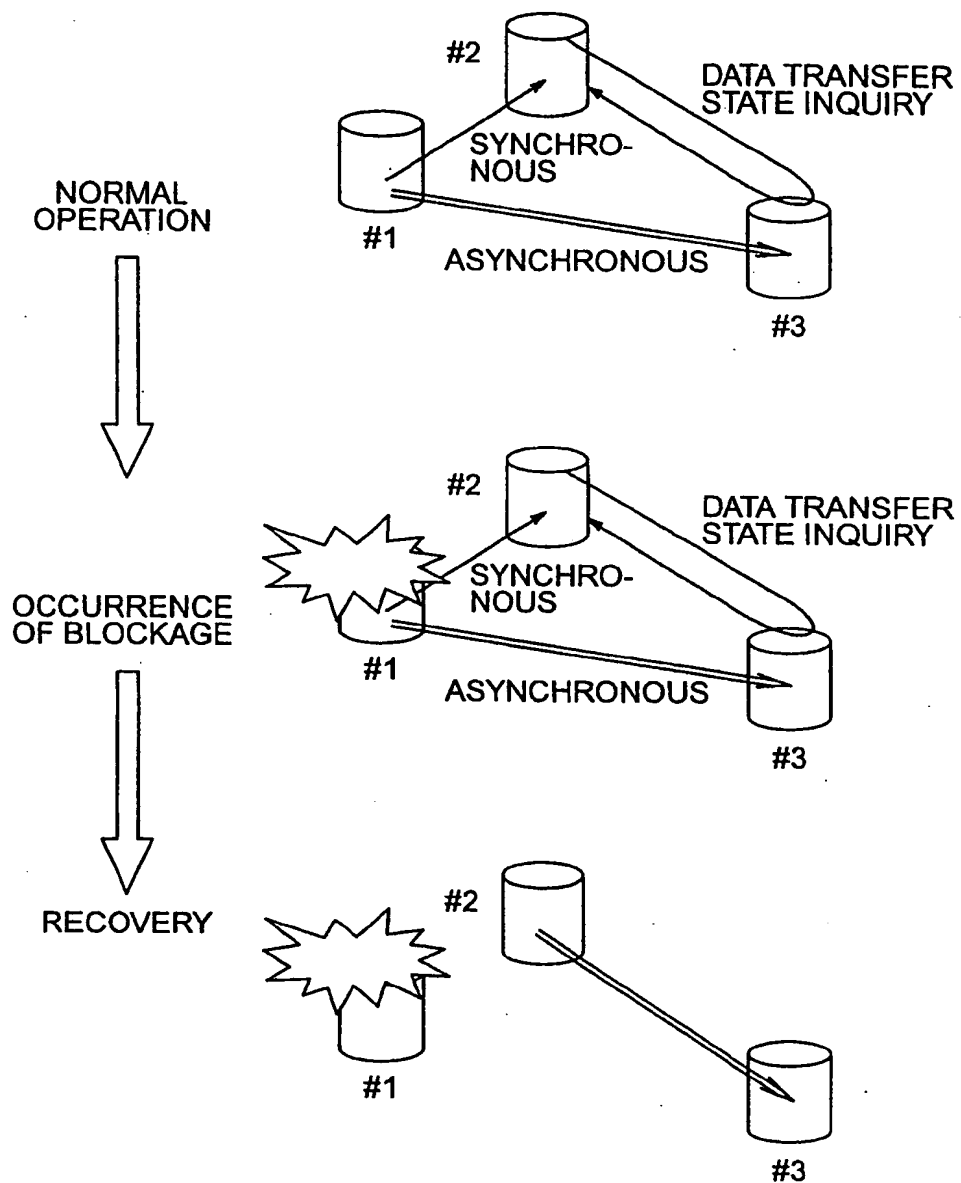 #2
DATA TRANSFER
STATE INQUIRY
SYNCHRO-
NOUS
NORMAL
OPERATION
#1
ASYNCHRONOUS
#3
#2
DATA TRANSFER
STATE INQUIRY
SYNCHRO-
NOUS
OCCURRENCE
OF BLOCKAGE
#1
ASYNCHRONOUS
#3
RECOVERY
#2
#1
#3